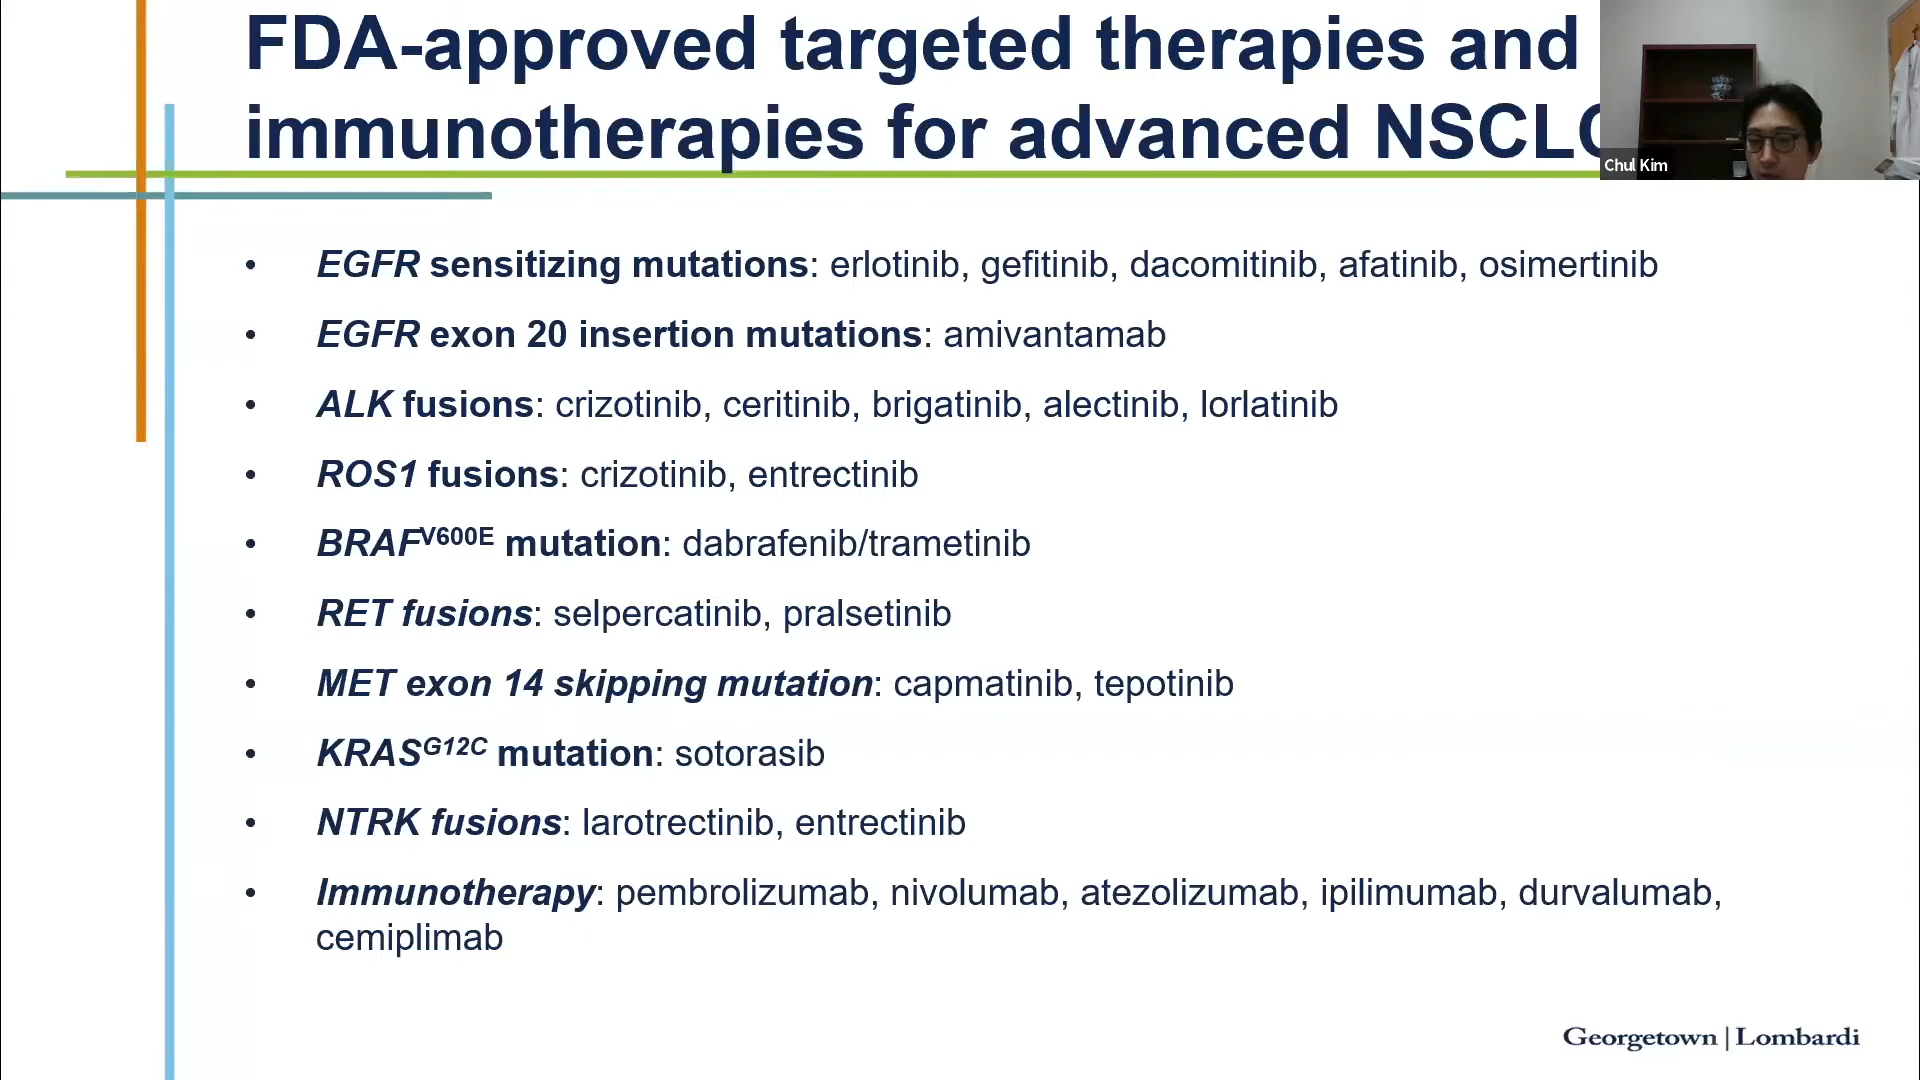 FDA-approved targeted therapies and
immunotherapies for advanced NSCLC
Chul Kim
• EGFR sensitizing mutations: erlotinib, gefitinib, dacomitinib, afatinib, osimertinib
• EGFR exon 20 insertion mutations: amivantamab
• ALK fusions: crizotinib, ceritinib, brigatinib, alectinib, lorlatinib
• ROS1 fusions: crizotinib, entrectinib
• BRAFV600E mutation: dabrafenib/trametinib
• RET fusions: selpercatinib, pralsetinib
• MET exon 14 skipping mutation: capmatinib, tepotinib
• KRASG12C mutation: sotorasib
• NTRK fusions: larotrectinib, entrectinib
• Immunotherapy: pembrolizumab, nivolumab, atezolizumab, ipilimumab, durvalumab,
cemiplimab
Georgetown | Lombardi